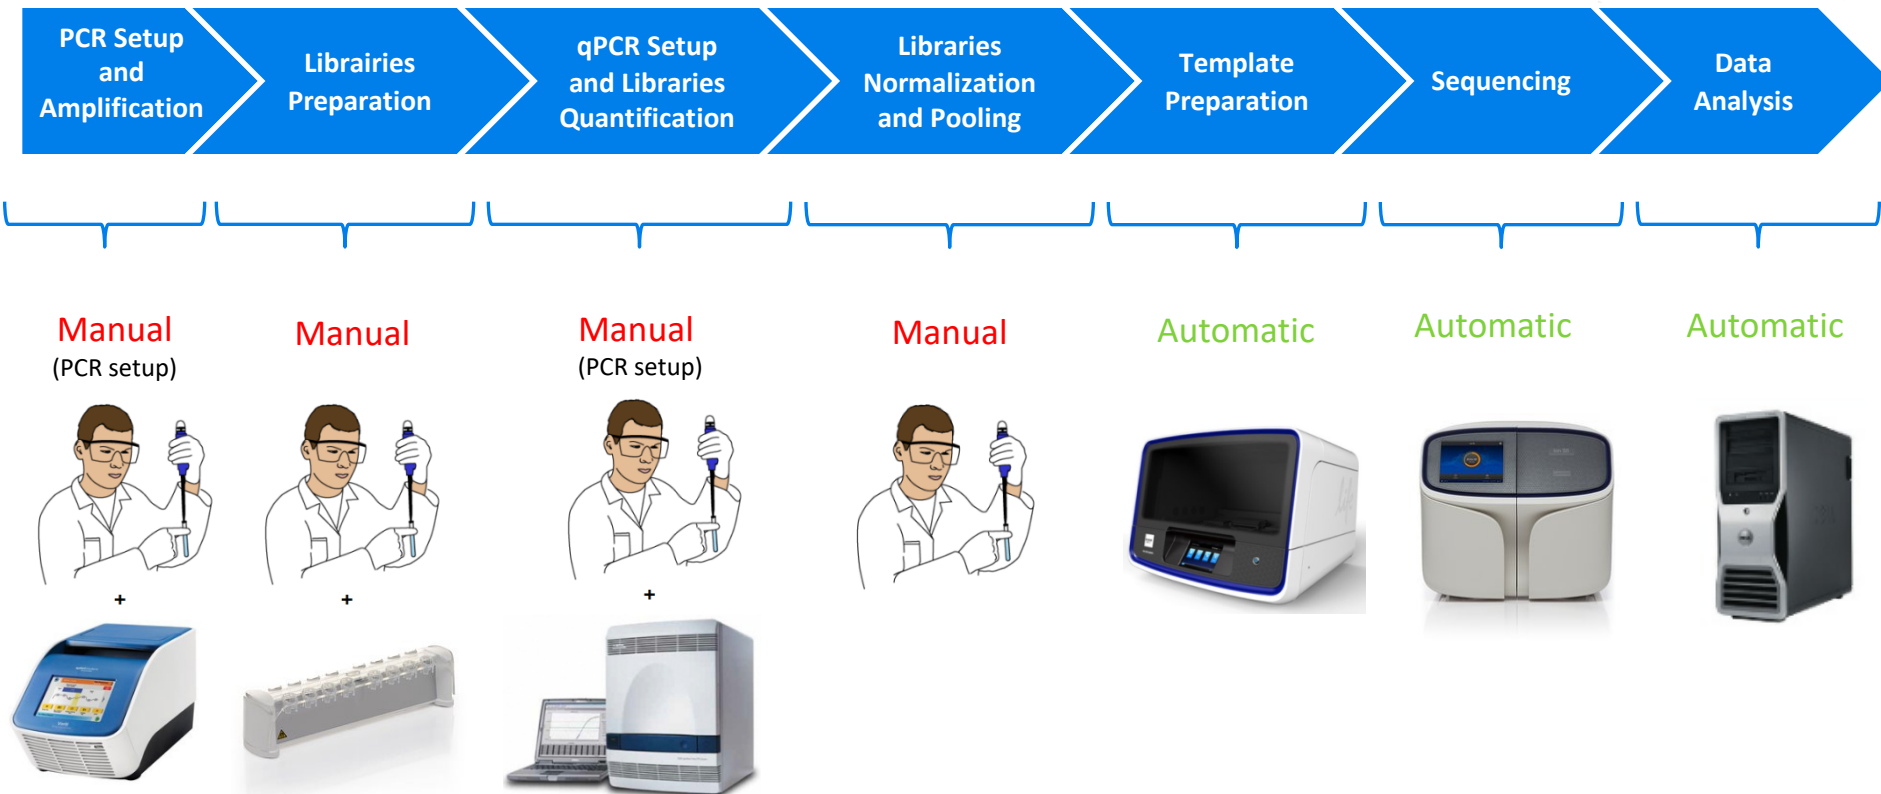 PCR Setup
and
Amplification
Librairies
Preparation
qPCR Setup
and Libraries
Quantification
Libraries
Normalization
and Pooling
Template
Preparation
Sequencing
Data
Analysis
Manual
(PCR setup)
Manual
Manual
(PCR setup)
Manual
Automatic
Automatic
Automatic
+
+
+